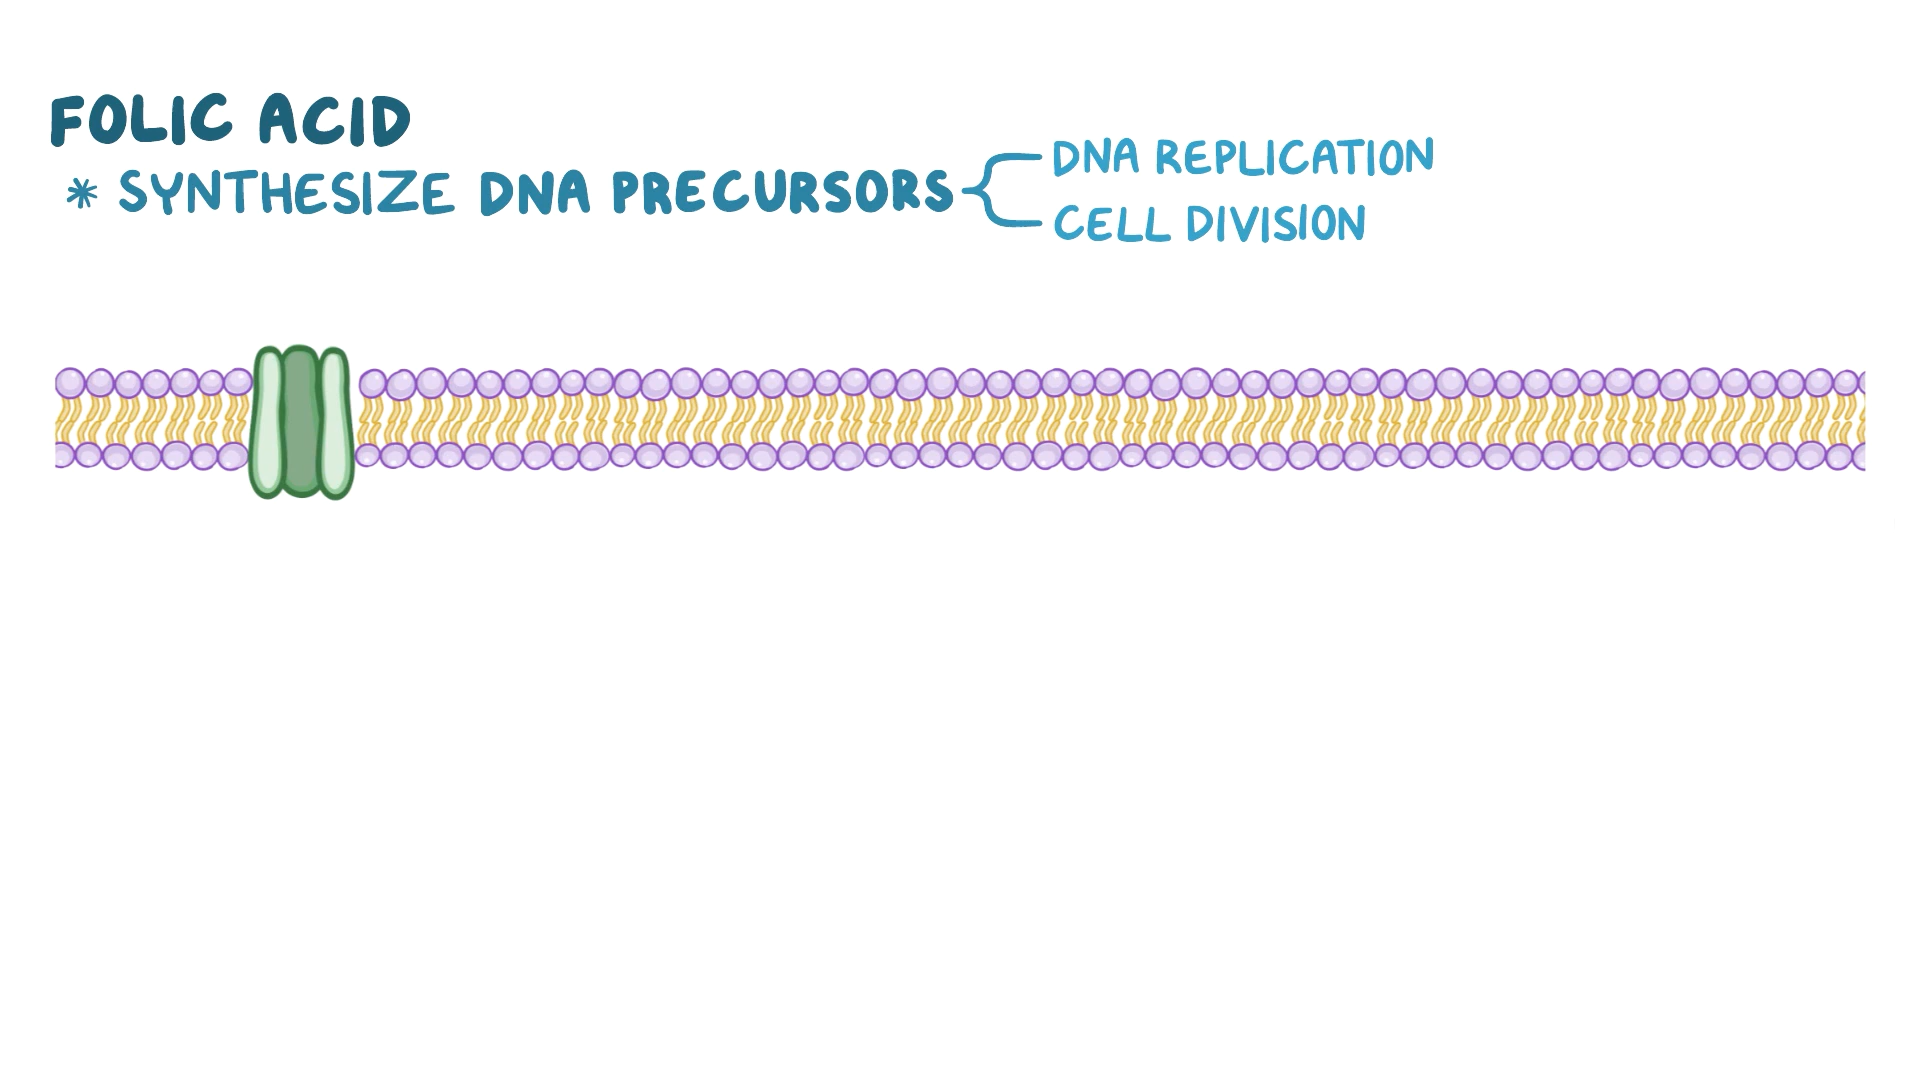 FOLIC ACID
* SYNTHESIZE DNA PRECURSORS
DNA REPLICATION
CELL DIVISION